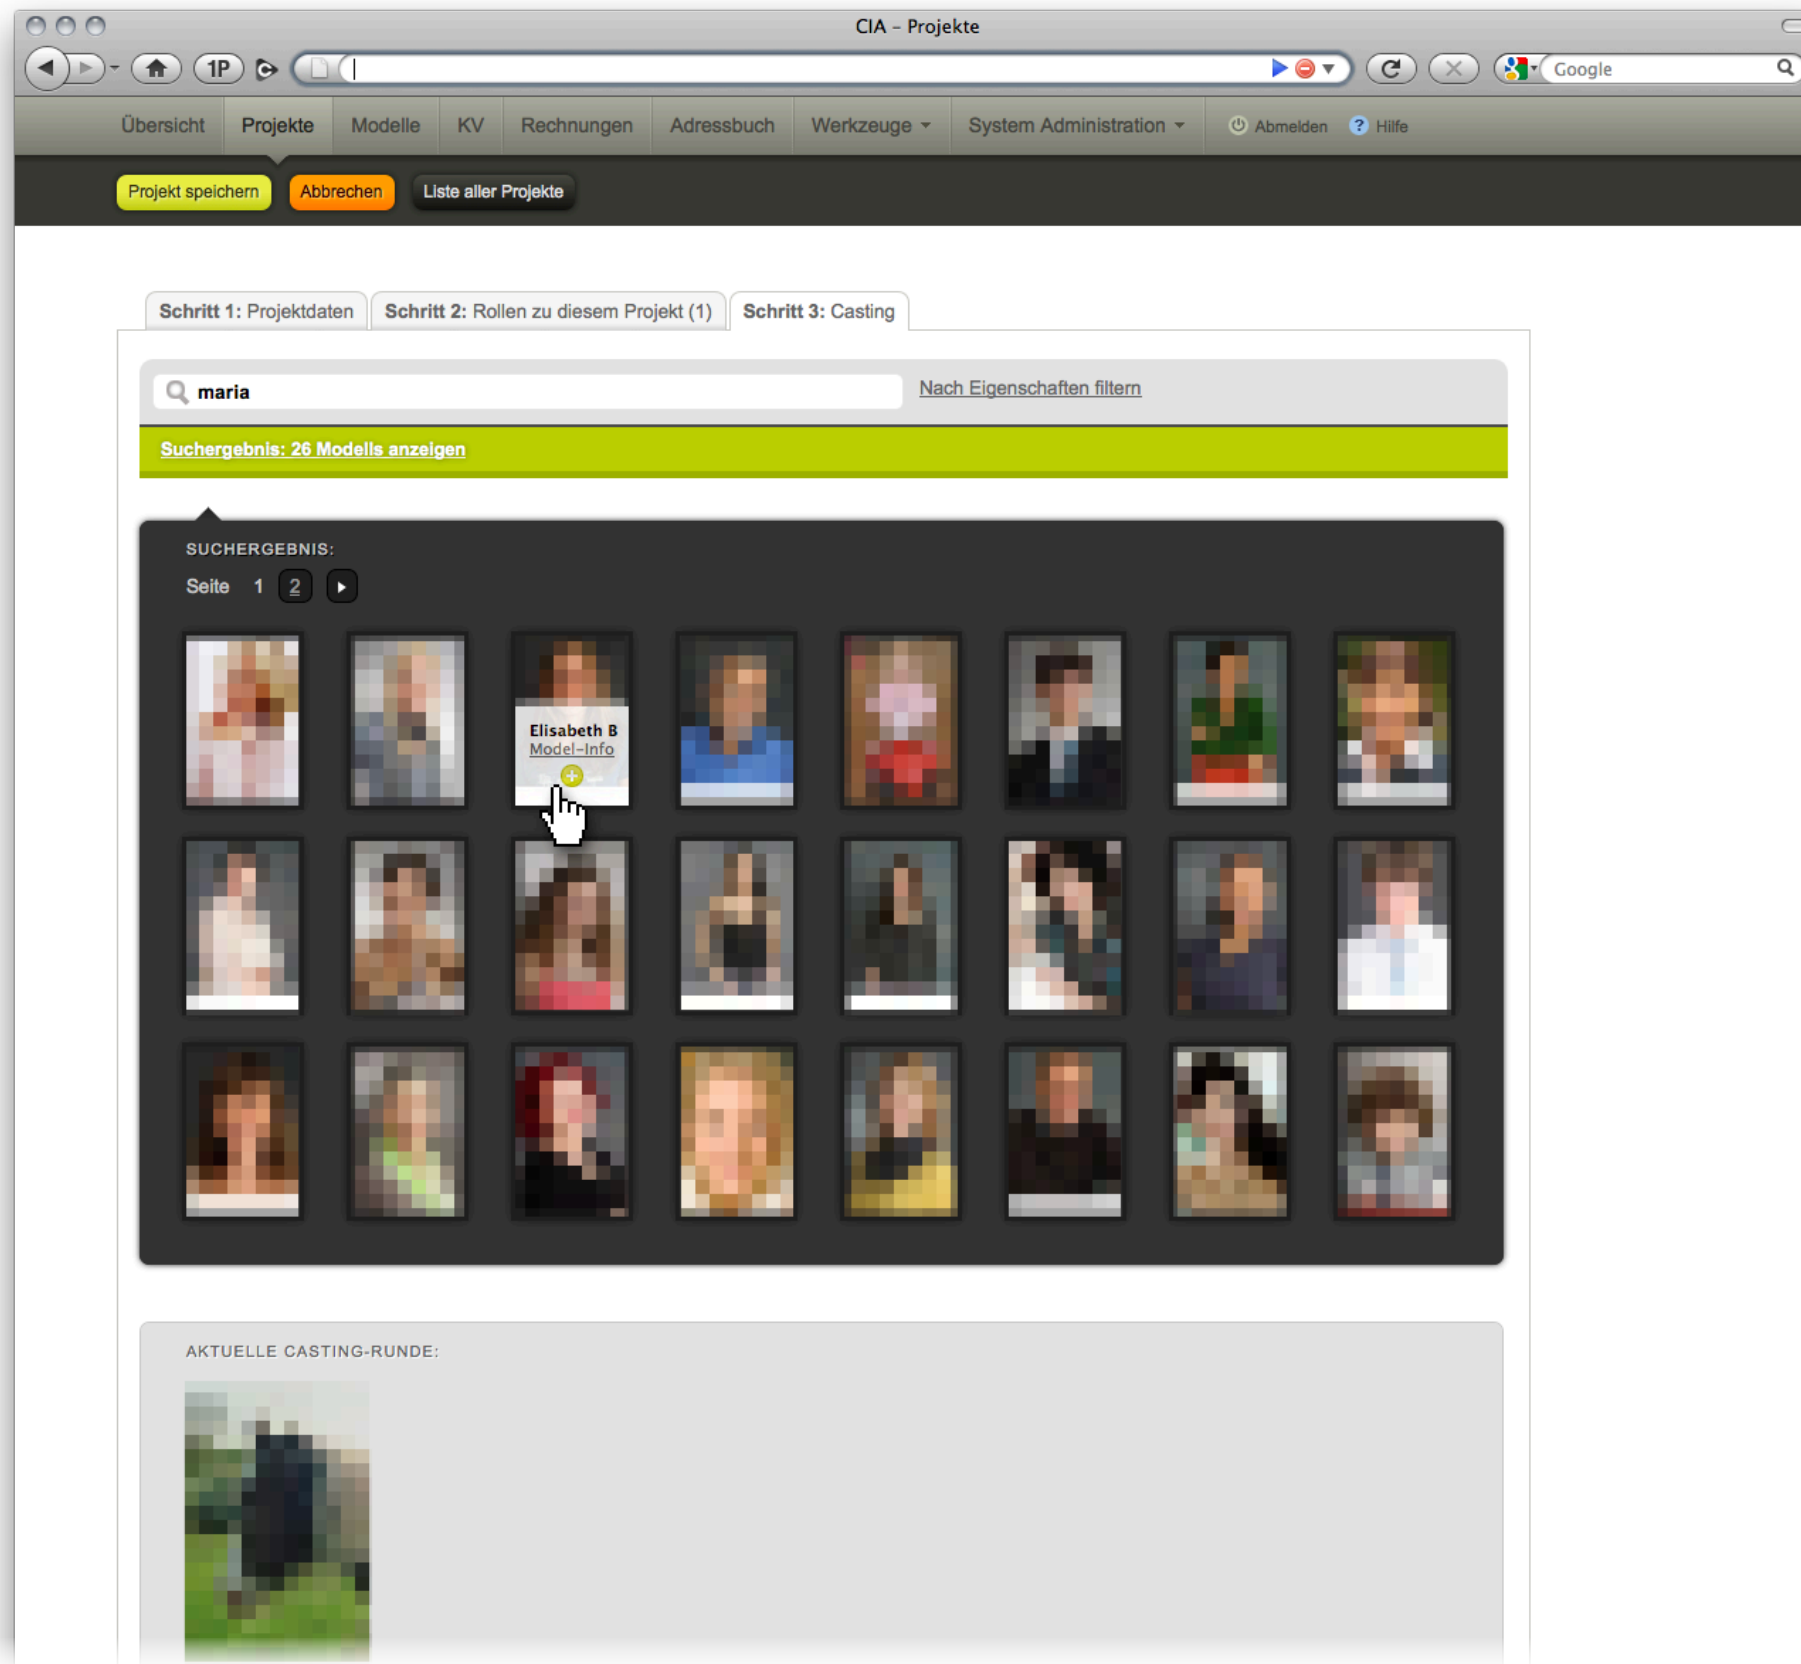 CIA – Projekte
1P
Google
Übersicht Projekte Modelle KV Rechnungen Adressbuch Werkzeuge System Administration Abmelden ? Hilfe
Projekt speichern Abbrechen Liste aller Projekte
Schritt 1: Projektdaten Schritt 2: Rollen zu diesem Projekt (1) Schritt 3: Casting
maria Nach Eigenschaften filtern
Suchergebnis: 26 Modells anzeigen
SUCHERGEBNIS:
Seite 1 2
Elisabeth B
Model-Info
AKTUELLE CASTING-RUNDE: